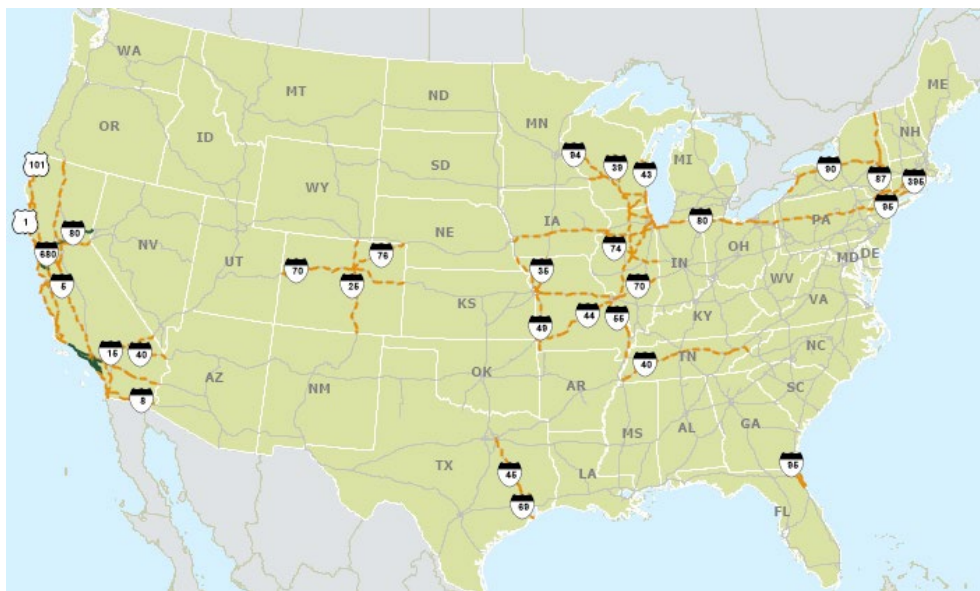 WA
ME
MT
ND
OR
MN
NH
101
94
39
43
MI
90
87
395
ID
SD
WY
95
1
80
IA
80
PA
NE
74
76
NV
680
OH
MD
DE
UT
70
35
IN
5
25
70
WV
VA
KS
44
55
KY
49
15
40
NC
40
TN
OK
AZ
NM
AR
SC
8
MS
AL
GA
TX
95
45
LA
69
FL